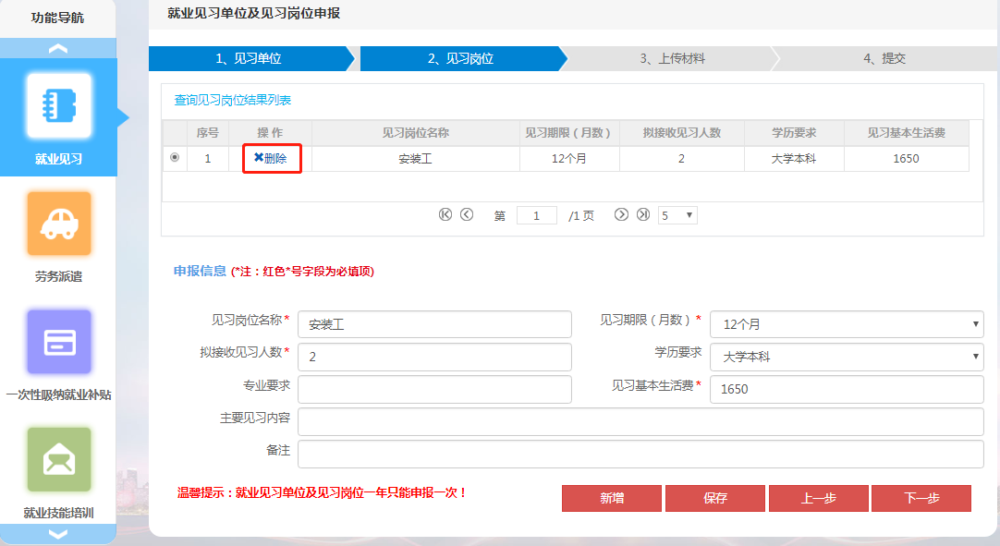 功能导航
就业见习
劳务派遣
一次性吸纳就业补贴
就业技能培训
就业见习单位及见习岗位申报
1、见习单位 2、见习岗位 3、上传材料 4、提交
查询见习岗位结果列表
序号 操 作 见习岗位名称 见习期限（月数） 拟接收见习人数 学历要求 见习基本生活费
1 ✖删除 安装工 12个月 2 大学本科 1650
第 1 /1 页 5
申报信息 (*注：红色*号字段为必填项)
见习岗位名称* 安装工 见习期限（月数）* 12个月
拟接收见习人数* 2 学历要求 大学本科
专业要求 见习基本生活费* 1650
主要见习内容
备注
温馨提示：就业见习单位及见习岗位一年只能申报一次！
新增 保存 上一步 下一步